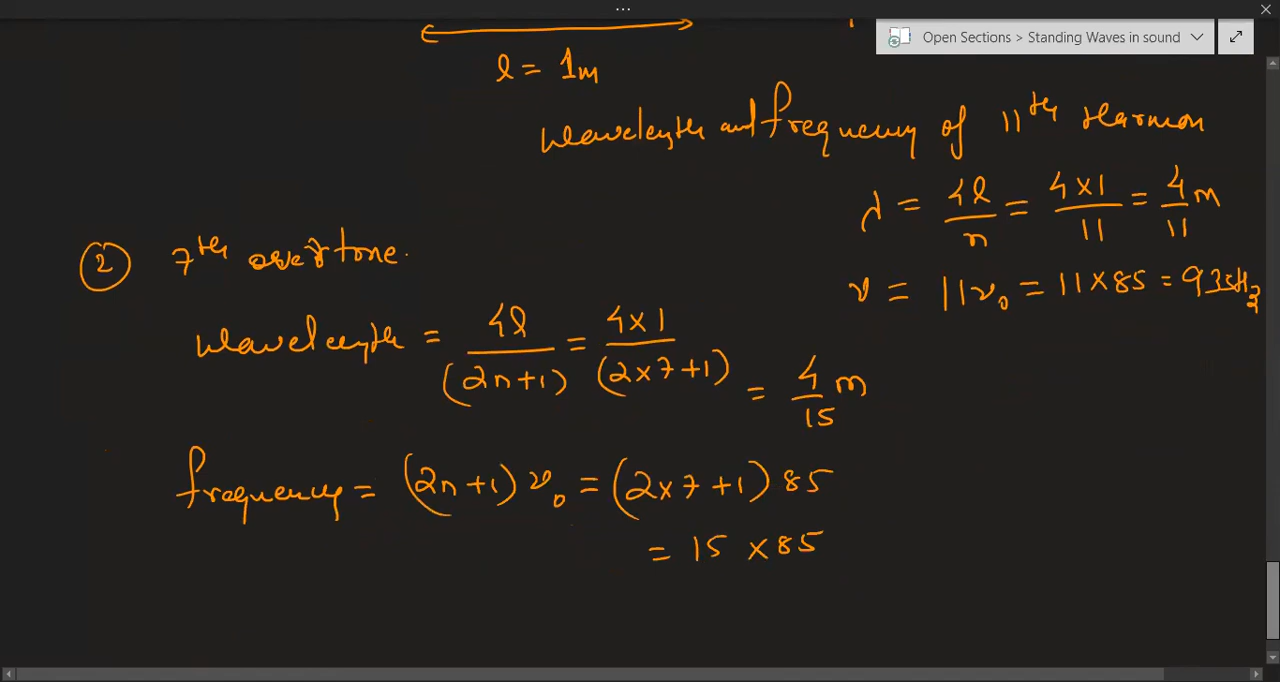 Open Sections > Standing Waves in sound
l = 1m
Wavelength and frequency of 11th Harmon
λ = 4l/n = 4×1/11 = 4/11 m
ν = 11ν₀ = 11×85 = 935Hz
② 7th overtone.
Wavelength = 4l/(2n+1) = 4×1/(2×7+1) = 4/15 m
frequency = (2n+1) ν₀ = (2×7+1) 85
= 15 × 85